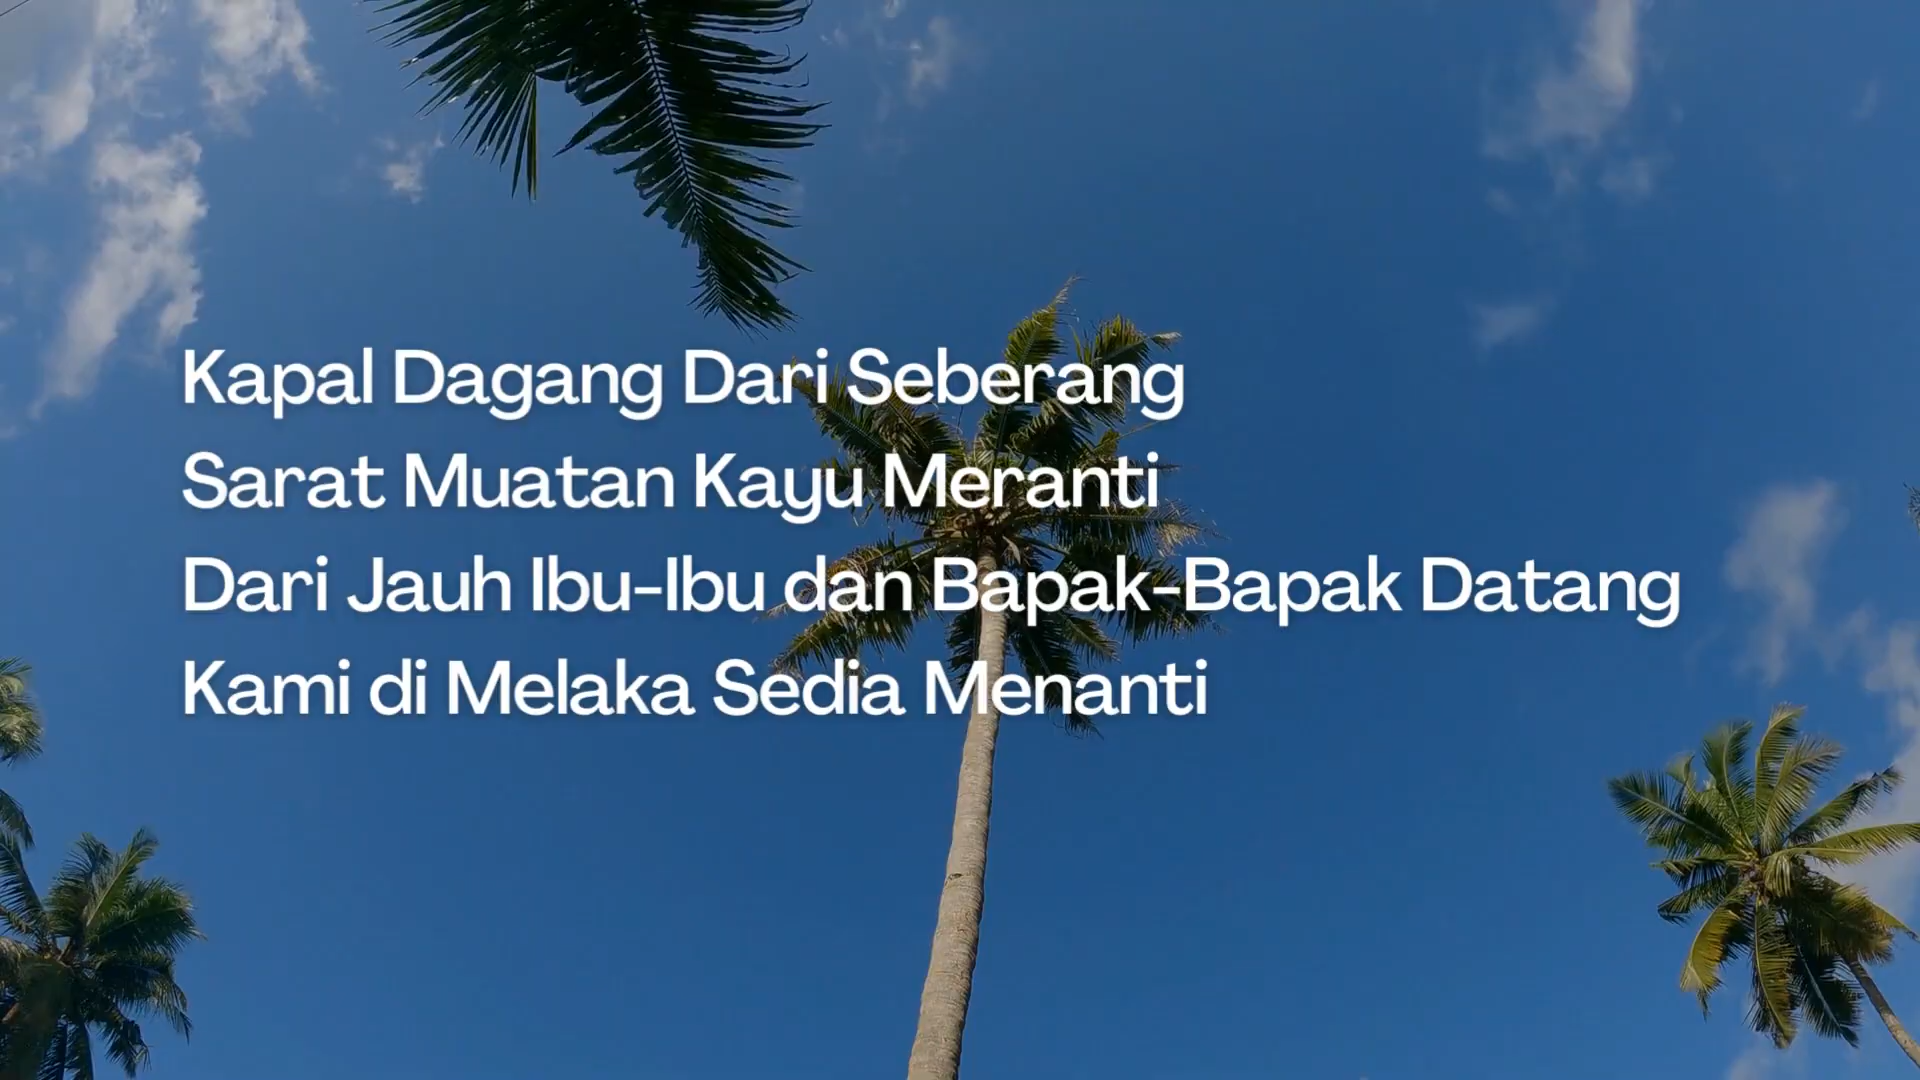 Kapal Dagang Dari Seberang
Sarat Muatan Kayu Meranti
Dari Jauh Ibu-Ibu dan Bapak-Bapak Datang
Kami di Melaka Sedia Menanti